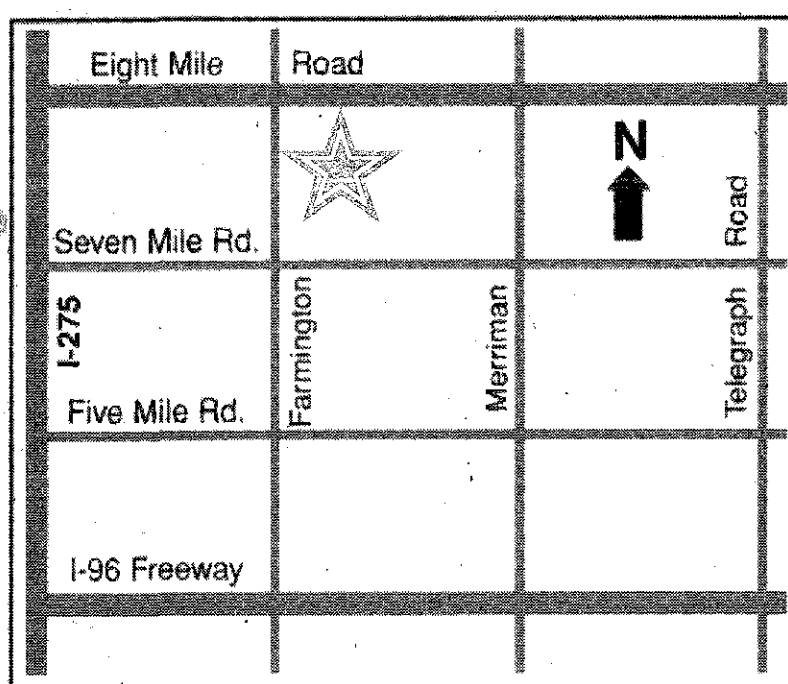 Eight Mile Road
N
Seven Mile Rd.
Road
I-275
Farmington
Merriman
Telegraph
Five Mile Rd.
I-96 Freeway